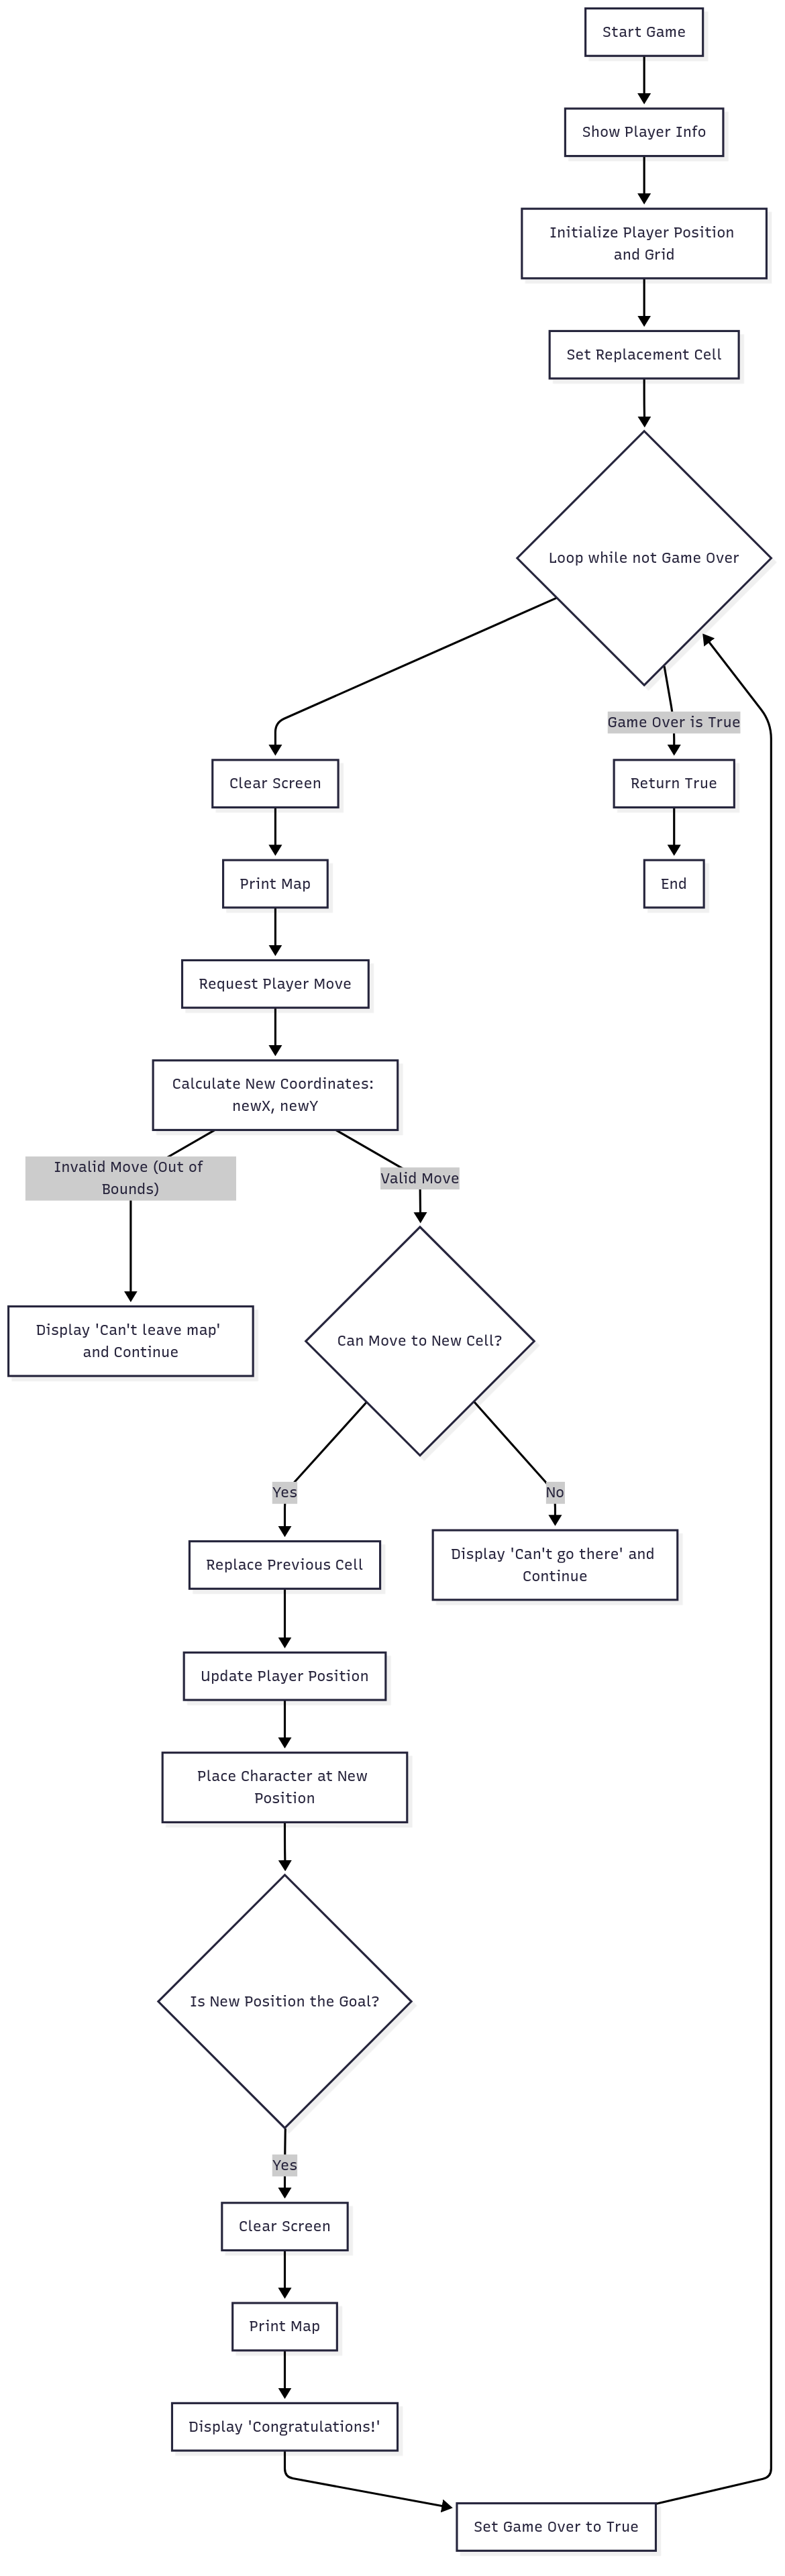 Start Game
Show Player Info
Initialize Player Position
and Grid
Set Replacement Cell
Loop while not Game Over
Game Over is True
Clear Screen
Return True
Print Map
End
Request Player Move
Calculate New Coordinates:
newX, newY
Invalid Move (Out of
Bounds)
Valid Move
Display 'Can't leave map'
and Continue
Can Move to New Cell?
Yes
No
Replace Previous Cell
Display 'Can't go there' and
Continue
Update Player Position
Place Character at New
Position
Is New Position the Goal?
Yes
Clear Screen
Print Map
Display 'Congratulations!'
Set Game Over to True